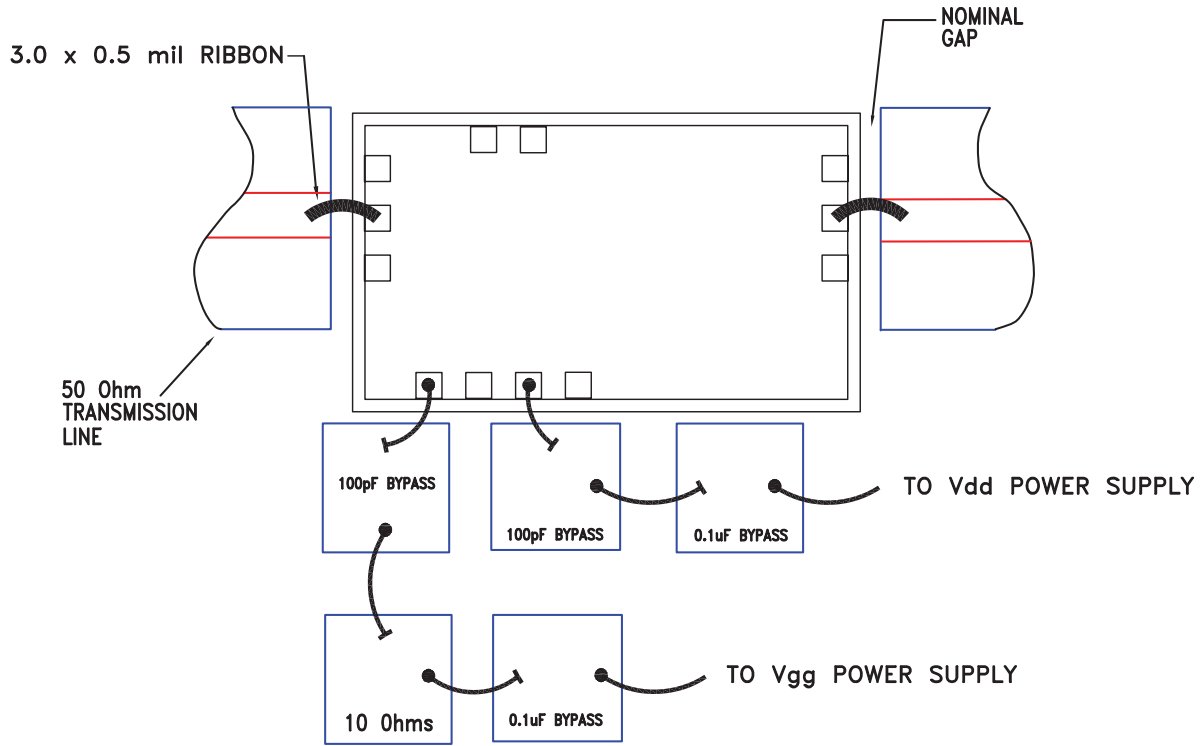 NOMINAL
GAP
3.0 x 0.5 mil RIBBON
50 Ohm
TRANSMISSION
LINE
100pF BYPASS
100pF BYPASS
0.1uF BYPASS
TO Vdd POWER SUPPLY
10 Ohms
0.1uF BYPASS
TO Vgg POWER SUPPLY